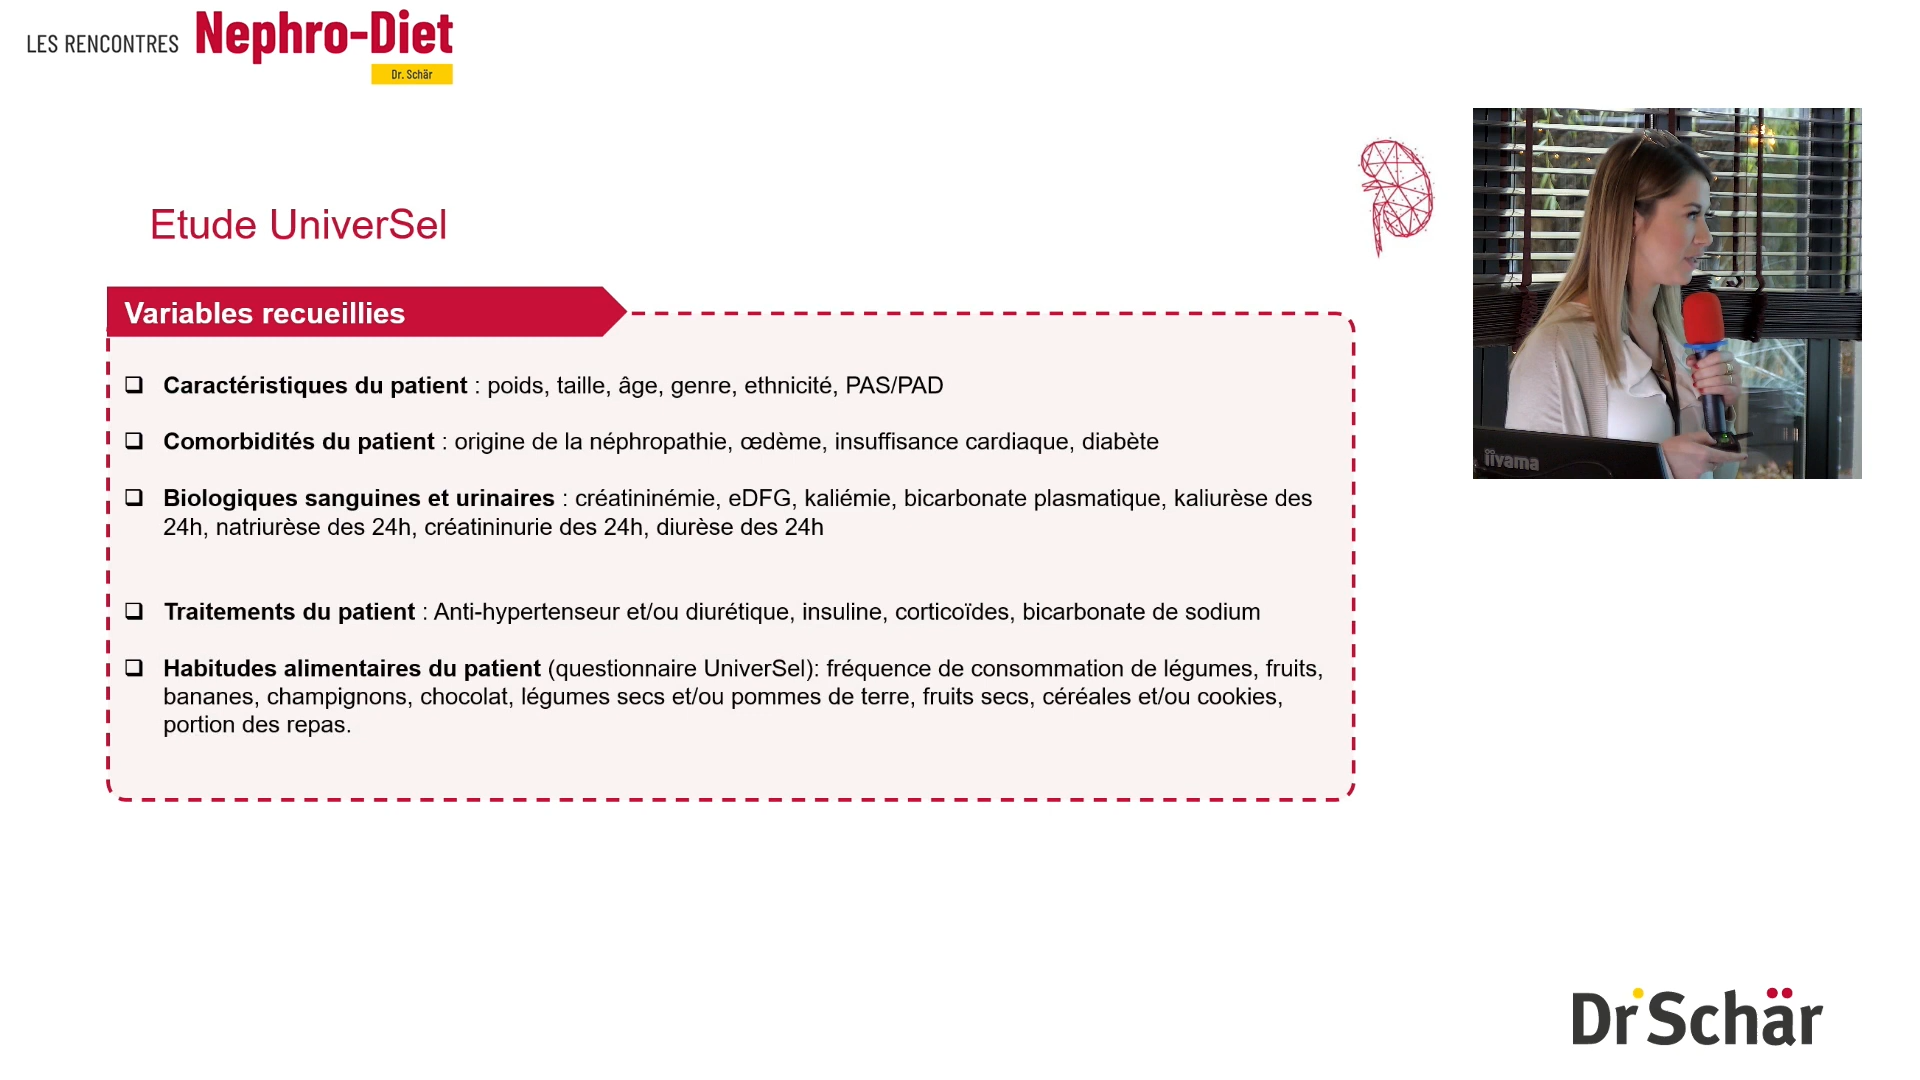 LES RENCONTRES Nephro-Diet
Dr. Schär
Etude UniverSel
Variables recueillies
Caractéristiques du patient : poids, taille, âge, genre, ethnicité, PAS/PAD
Comorbidités du patient : origine de la néphropathie, œdème, insuffisance cardiaque, diabète
Biologiques sanguines et urinaires : créatininémie, eDFG, kaliémie, bicarbonate plasmatique, kaliurèse des
24h, natriurèse des 24h, créatininurie des 24h, diurèse des 24h
Traitements du patient : Anti-hypertenseur et/ou diurétique, insuline, corticoïdes, bicarbonate de sodium
Habitudes alimentaires du patient (questionnaire UniverSel): fréquence de consommation de légumes, fruits,
bananes, champignons, chocolat, légumes secs et/ou pommes de terre, fruits secs, céréales et/ou cookies,
portion des repas.
iiyama
Dr Schär